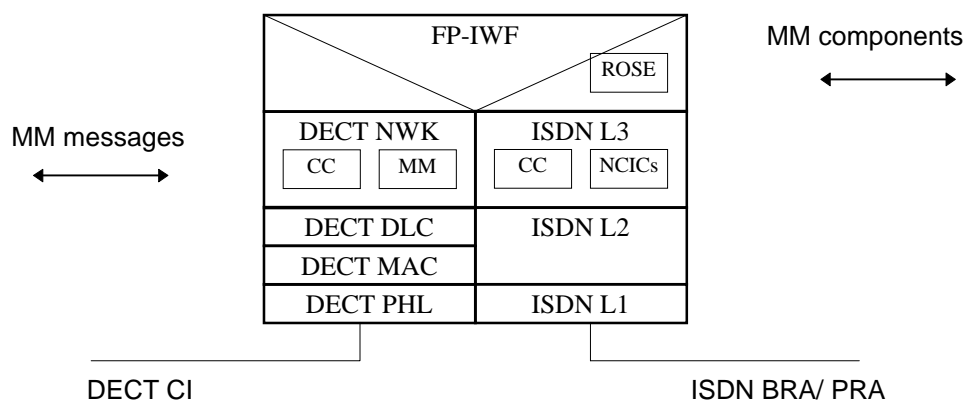 FP-IWF
MM components
ROSE
MM messages
DECT NWK
ISDN L3
CC
MM
CC
NCICs
DECT DLC
ISDN L2
DECT MAC
DECT PHL
ISDN L1
DECT CI
ISDN BRA/ PRA